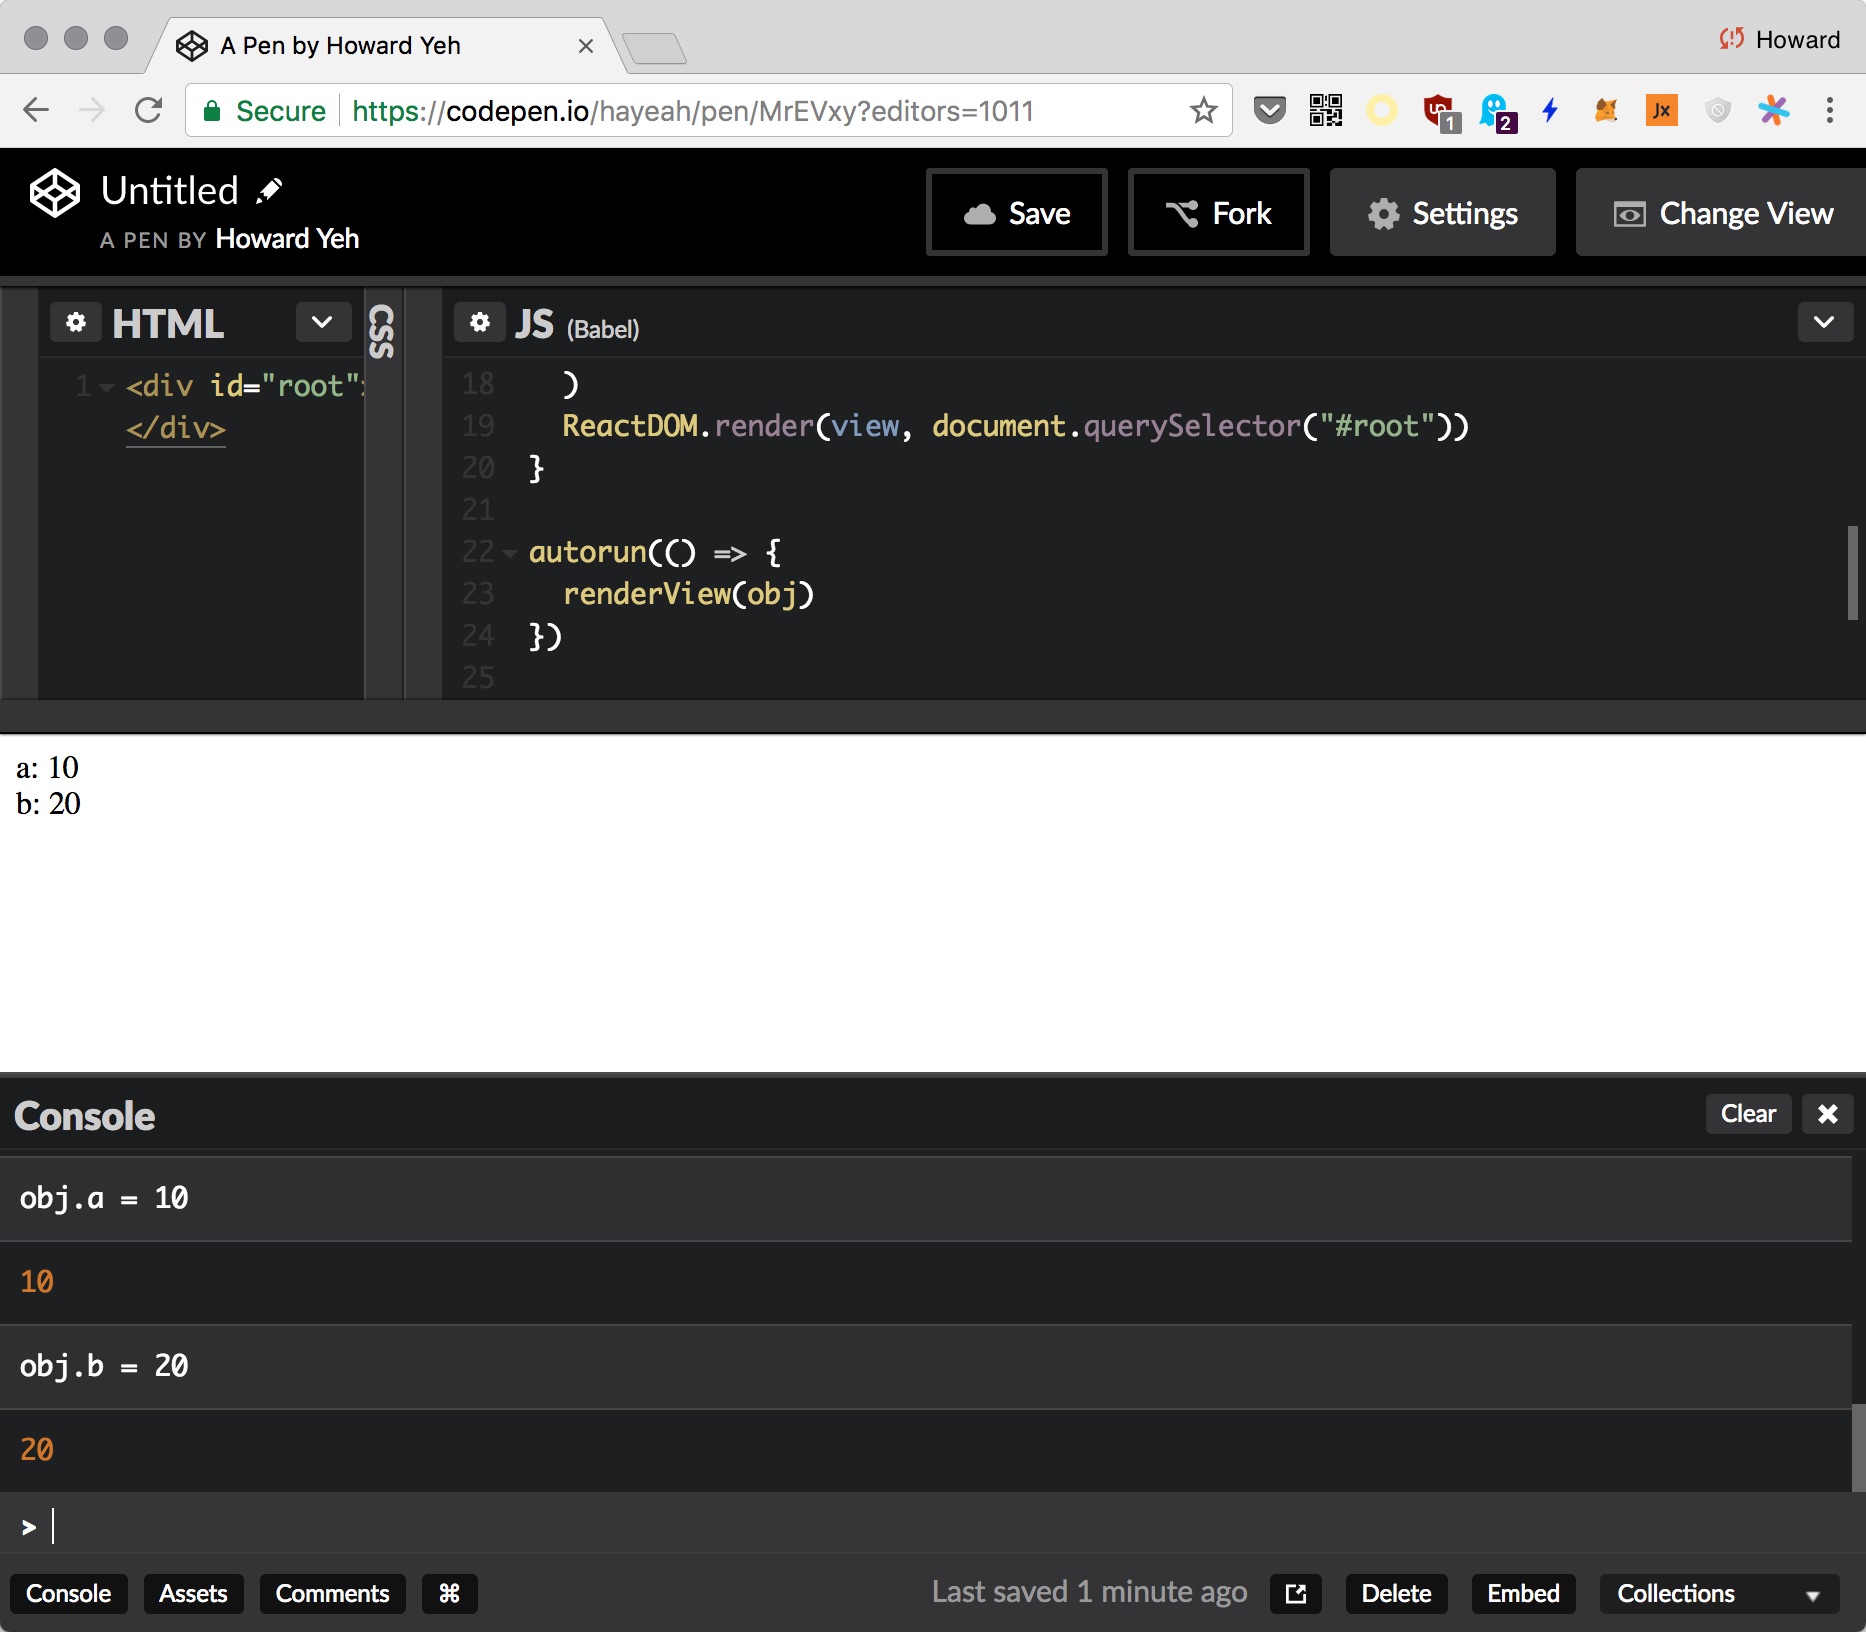 A Pen by Howard Yeh
Howard
Secure https://codepen.io/hayeah/pen/MrEVxy?editors=1011
1
2
Jx
Untitled
A PEN BY Howard Yeh
Save
Fork
Settings
Change View
HTML
1 <div id="root">
</div>
CSS
JS (Babel)
18 )
19 ReactDOM.render(view, document.querySelector("#root"))
20 }
21
22 autorun(() => {
23 renderView(obj)
24 })
25
a: 10
b: 20
Console
Clear
obj.a = 10
10
obj.b = 20
20
>
Console Assets Comments ⌘ Last saved 1 minute ago Delete Embed Collections